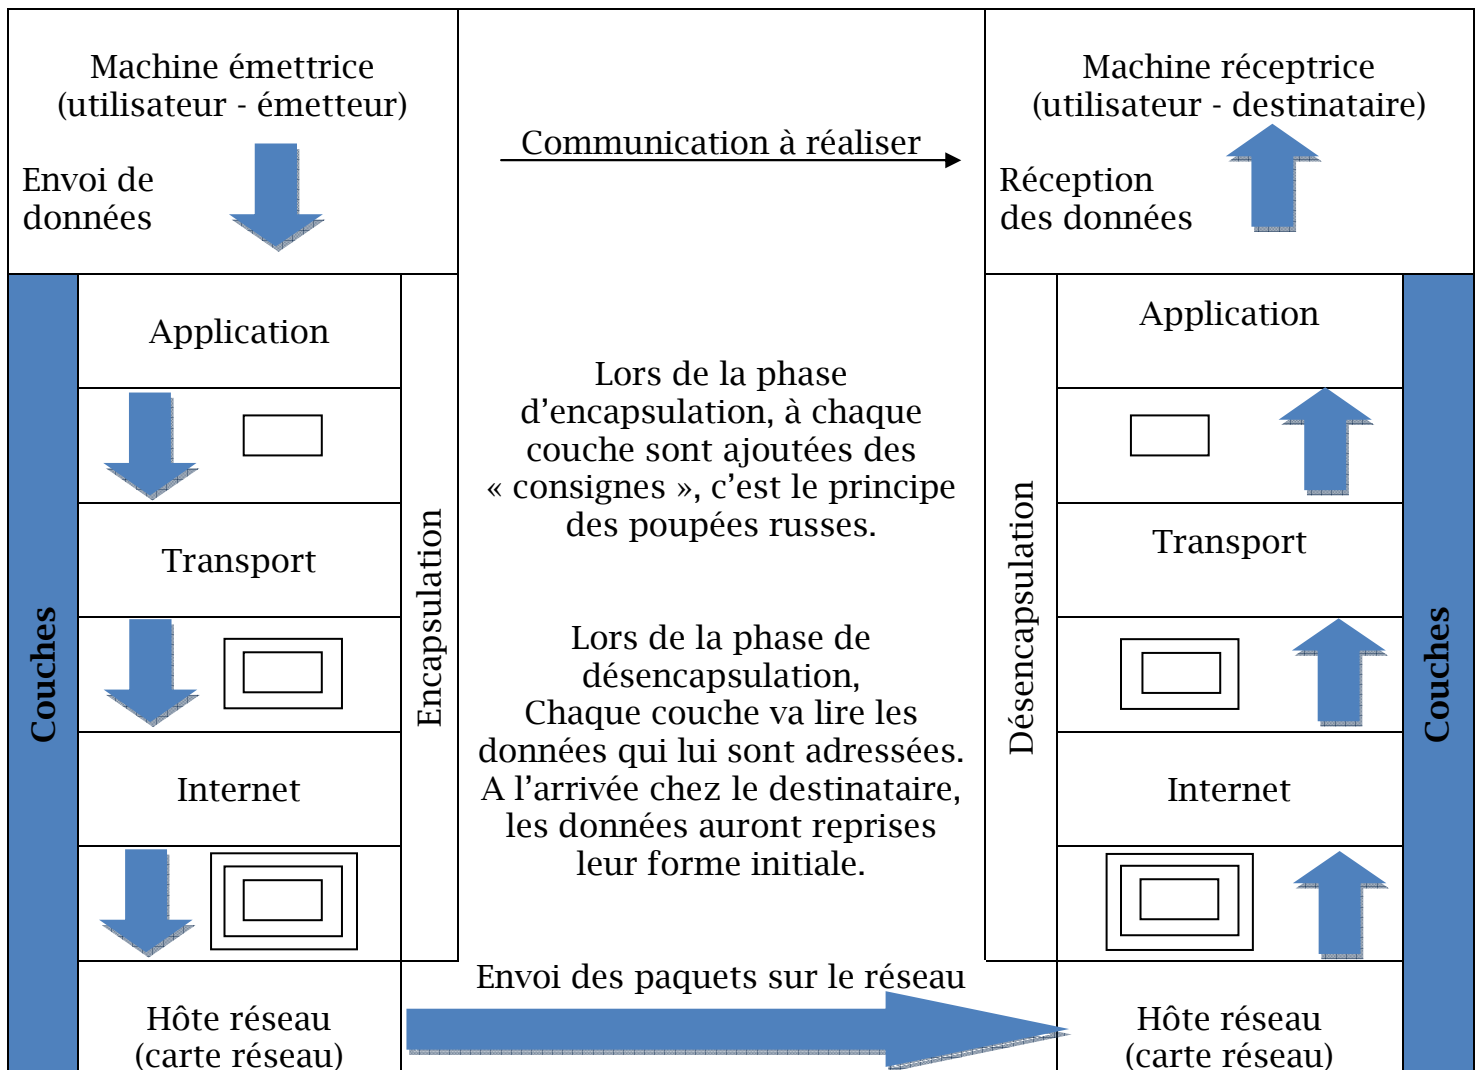 Machine émettrice
(utilisateur - émetteur)
Envoi de
données
Communication à réaliser
Machine réceptrice
(utilisateur - destinataire)
Réception
des données
Couches
Application
Transport
Internet
Hôte réseau
(carte réseau)
Encapsulation
Lors de la phase
d’encapsulation, à chaque
couche sont ajoutées des
« consignes », c’est le principe
des poupées russes.
Lors de la phase de
désencapsulation,
Chaque couche va lire les
données qui lui sont adressées.
A l’arrivée chez le destinataire,
les données auront reprises
leur forme initiale.
Envoi des paquets sur le réseau
Désencapsulation
Application
Transport
Internet
Hôte réseau
(carte réseau)
Couches